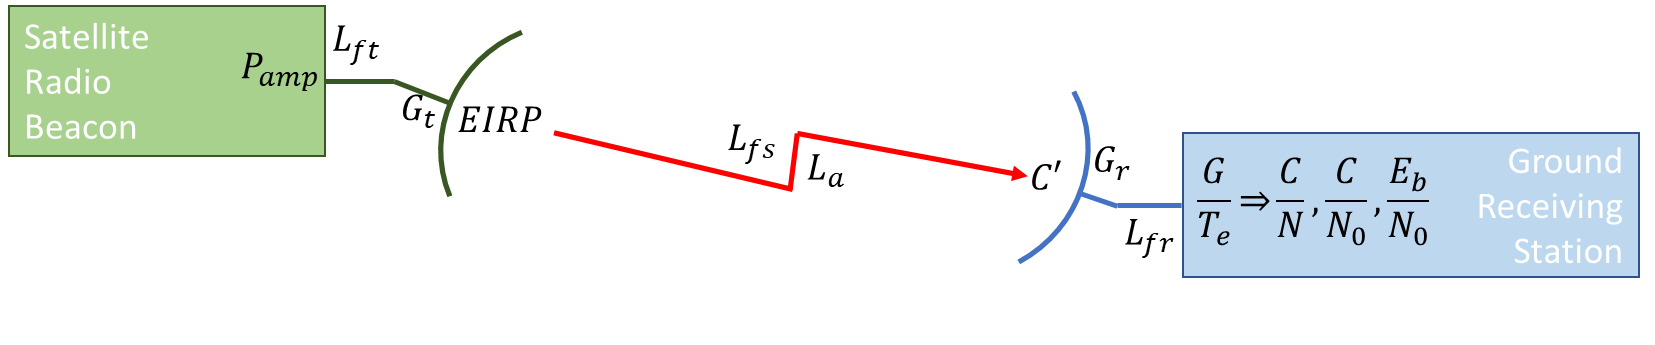 Satellite
Radio
Beacon
P_amp
L_ft
G_t
EIRP
L_fs
L_a
C′
G_r
L_fr
G/T_e ⇒ C/N, C/N_0, E_b/N_0
Ground
Receiving
Station